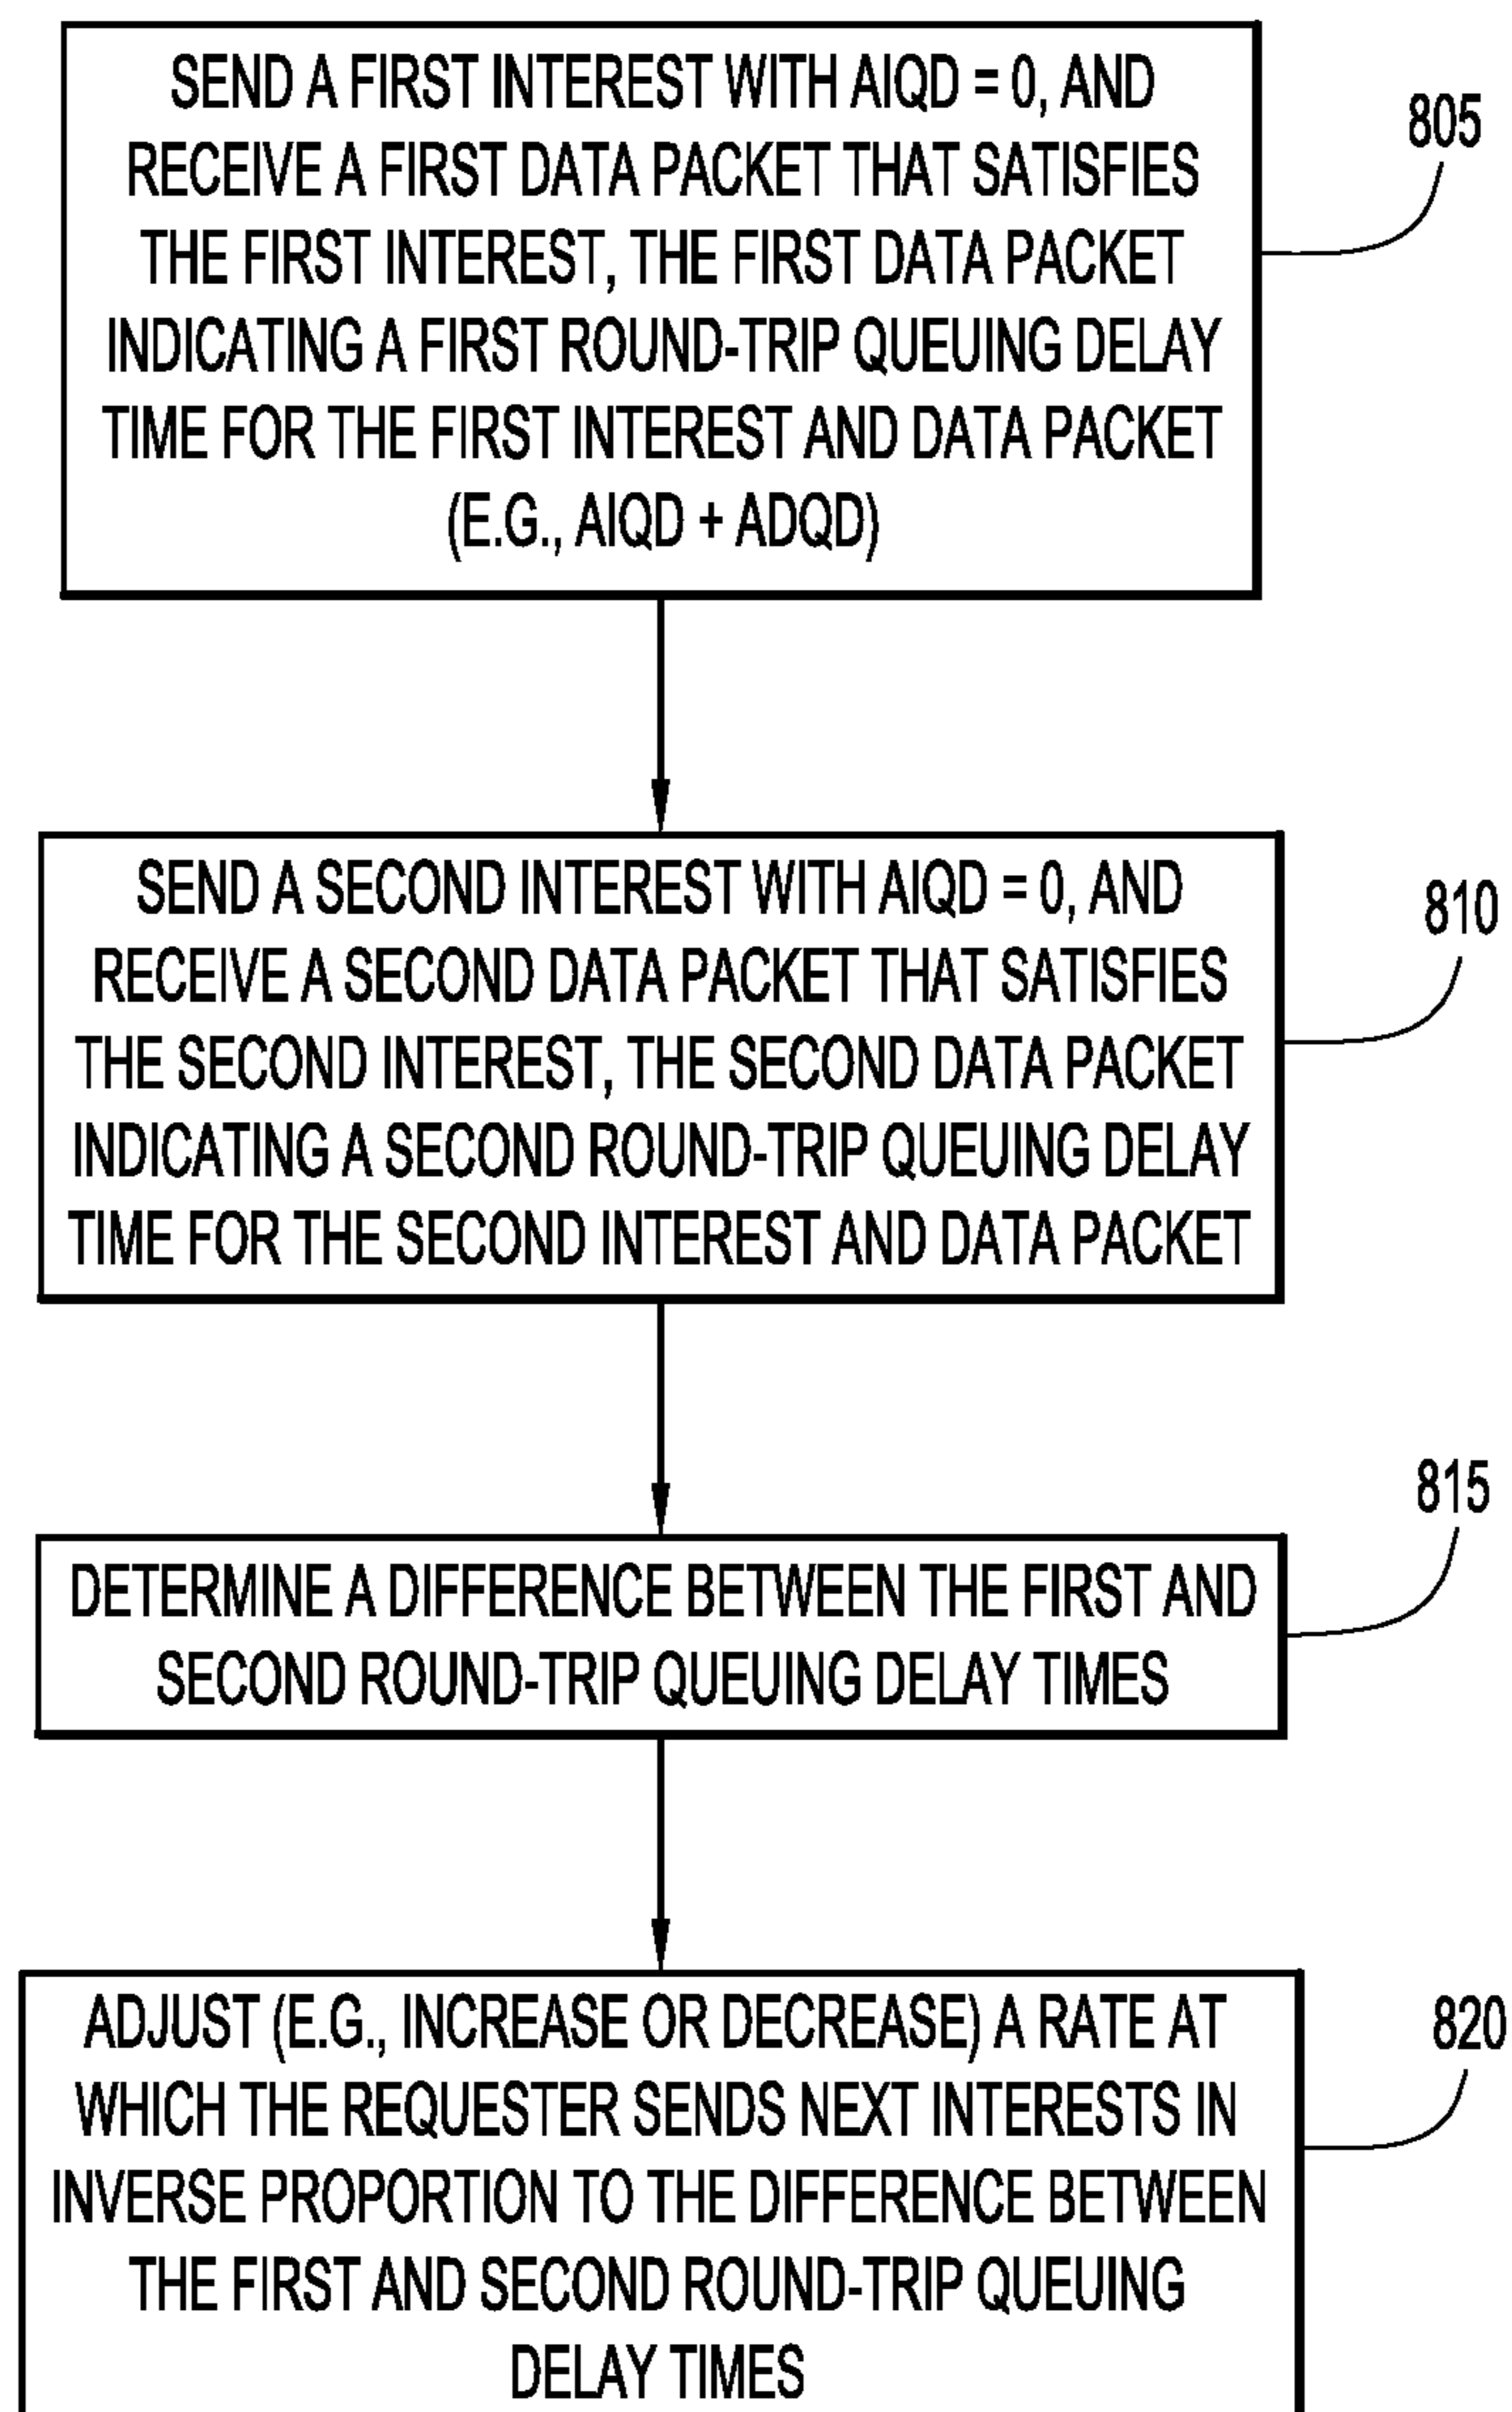 SEND A FIRST INTEREST WITH AIQD = 0, AND
RECEIVE A FIRST DATA PACKET THAT SATISFIES
THE FIRST INTEREST, THE FIRST DATA PACKET
INDICATING A FIRST ROUND-TRIP QUEUING DELAY
TIME FOR THE FIRST INTEREST AND DATA PACKET
(E.G., AIQD + ADQD)
805
SEND A SECOND INTEREST WITH AIQD = 0, AND
RECEIVE A SECOND DATA PACKET THAT SATISFIES
THE SECOND INTEREST, THE SECOND DATA PACKET
INDICATING A SECOND ROUND-TRIP QUEUING DELAY
TIME FOR THE SECOND INTEREST AND DATA PACKET
810
DETERMINE A DIFFERENCE BETWEEN THE FIRST AND
SECOND ROUND-TRIP QUEUING DELAY TIMES
815
ADJUST (E.G., INCREASE OR DECREASE) A RATE AT
WHICH THE REQUESTER SENDS NEXT INTERESTS IN
INVERSE PROPORTION TO THE DIFFERENCE BETWEEN
THE FIRST AND SECOND ROUND-TRIP QUEUING
DELAY TIMES
820